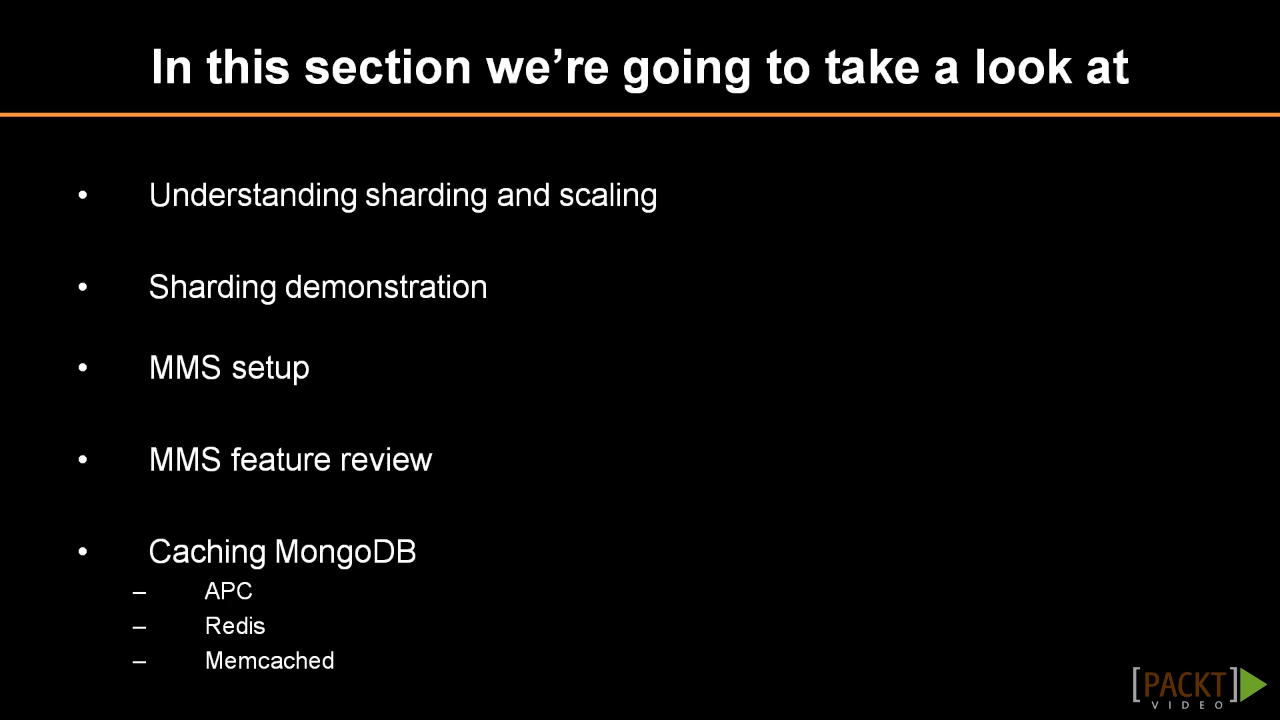 In this section we’re going to take a look at
• Understanding sharding and scaling
• Sharding demonstration
• MMS setup
• MMS feature review
• Caching MongoDB
– APC
– Redis
– Memcached
[PACKT]
VIDEO